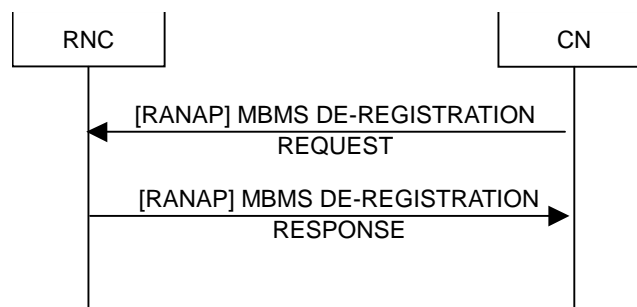 RNC
CN
[RANAP] MBMS DE-REGISTRATION
REQUEST
[RANAP] MBMS DE-REGISTRATION
RESPONSE